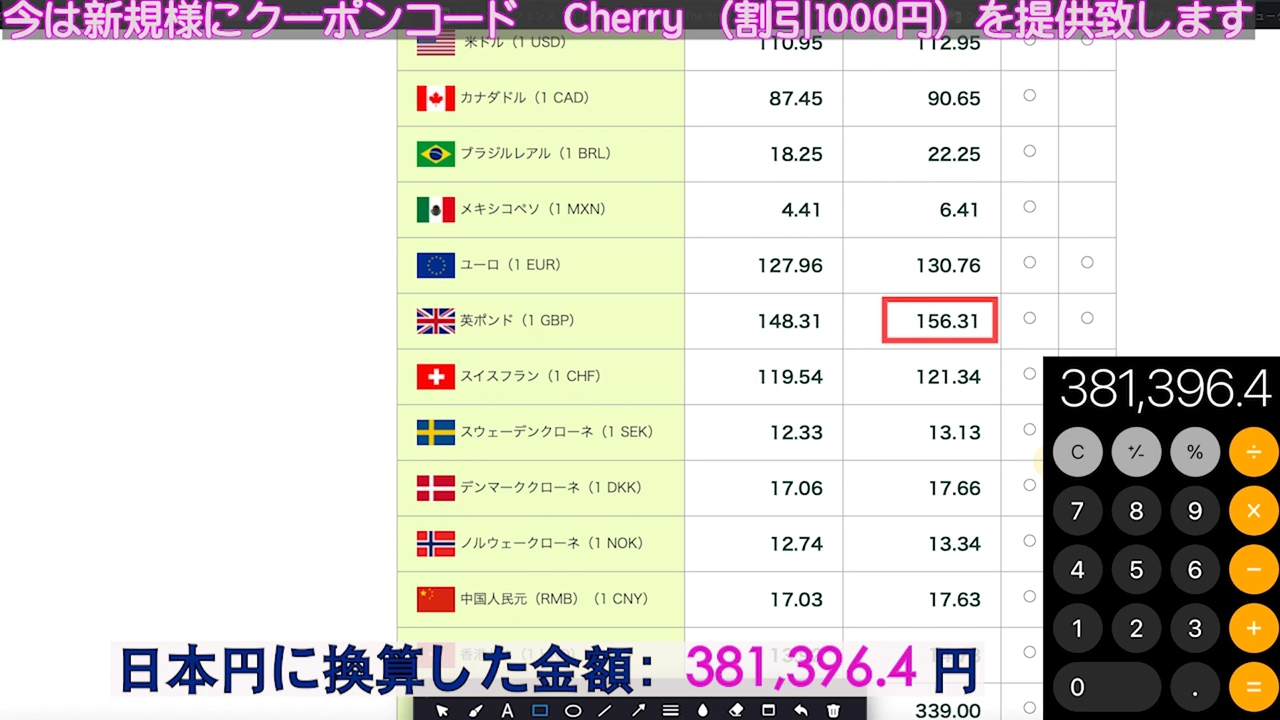 今は新規様にクーポンコード Cherry （割引1000円）を提供致します
米ドル（1 USD） 110.95 112.95
カナダドル（1 CAD） 87.45 90.65
ブラジルレアル（1 BRL） 18.25 22.25
メキシコペソ（1 MXN） 4.41 6.41
ユーロ（1 EUR） 127.96 130.76
英ポンド（1 GBP） 148.31 156.31
スイスフラン（1 CHF） 119.54 121.34
スウェーデンクローネ（1 SEK） 12.33 13.13
デンマーククローネ（1 DKK） 17.06 17.66
ノルウェークローネ（1 NOK） 12.74 13.34
中国人民元（RMB）（1 CNY） 17.03 17.63
日本円に換算した金額：381,396.4 円
339.00
A
381,396.4
C +/- % ÷
7 8 9 ×
4 5 6 −
1 2 3 +
0 . =